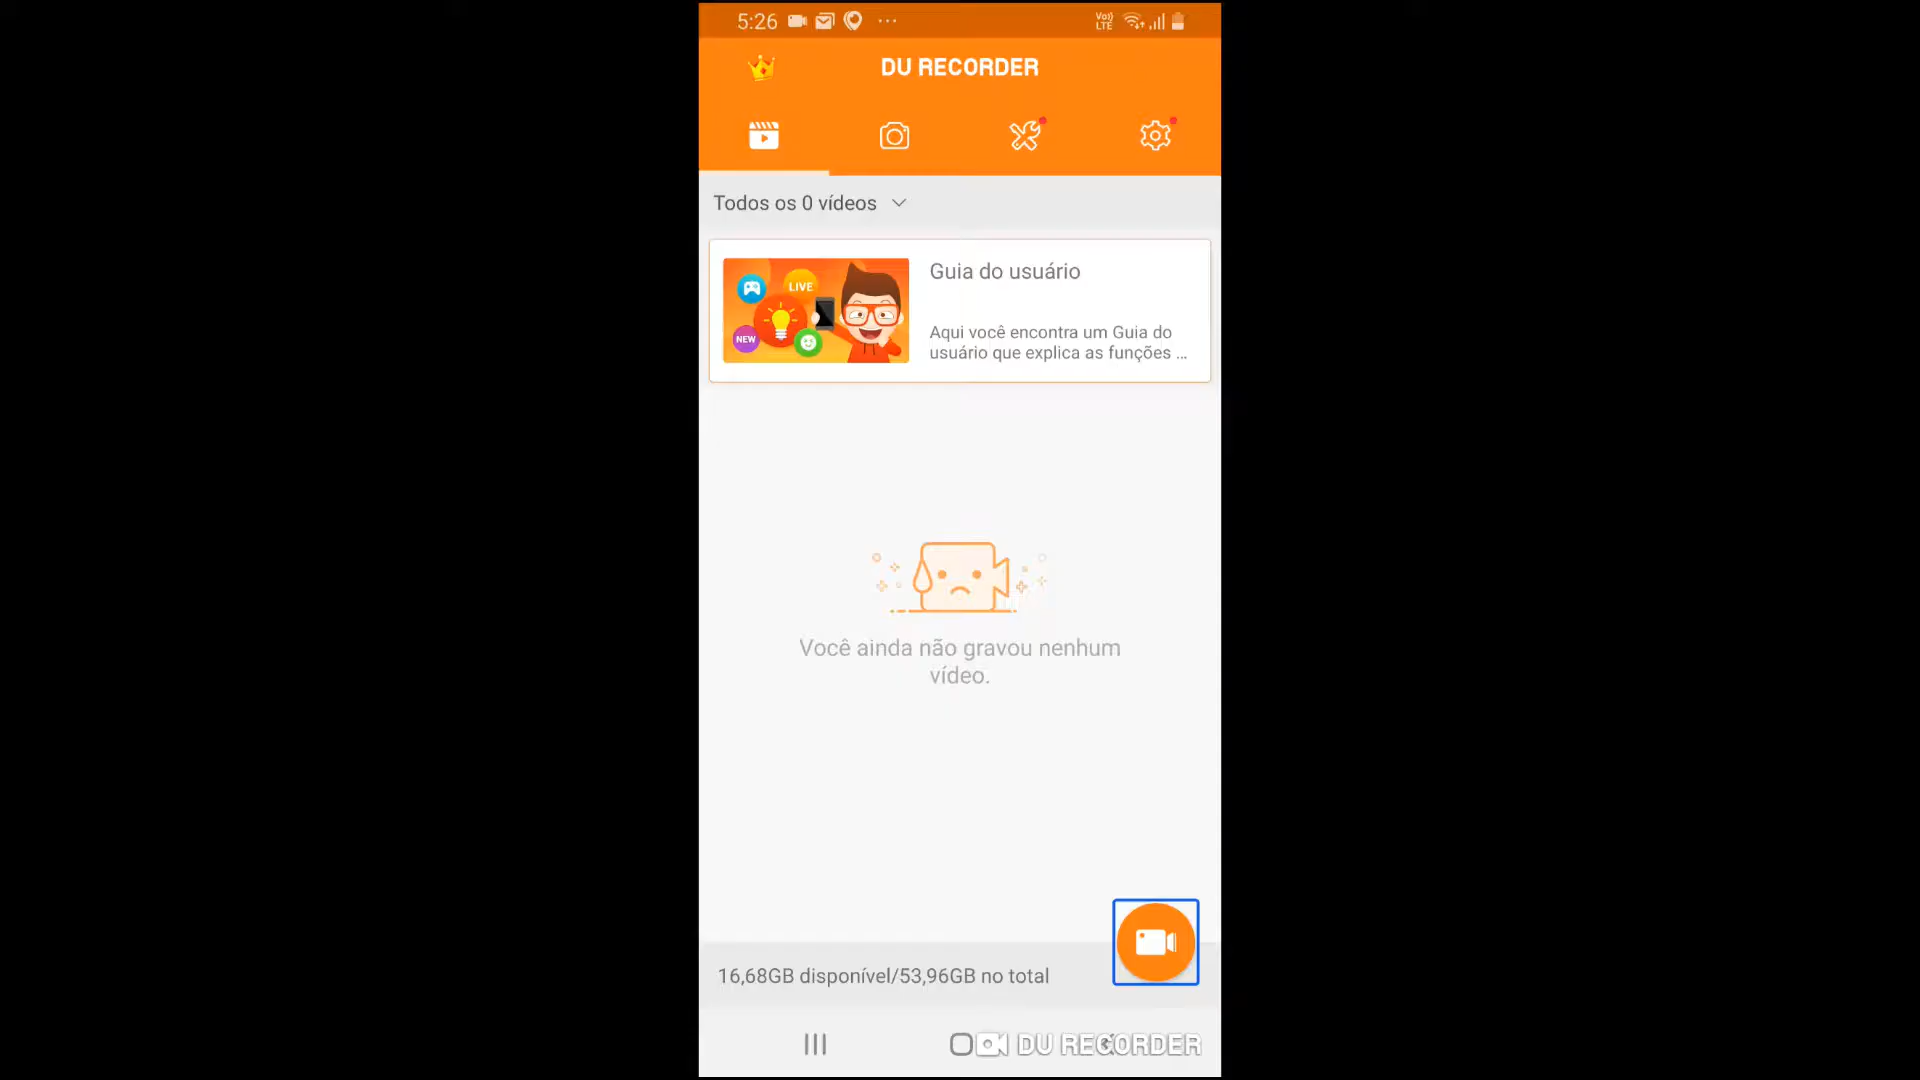 5:26
Vo))
LTE
DU RECORDER
Todos os 0 vídeos
LIVE
NEW
Guia do usuário
Aqui você encontra um Guia do
usuário que explica as funções ...
Você ainda não gravou nenhum
vídeo.
16,68GB disponível/53,96GB no total
DU RECORDER